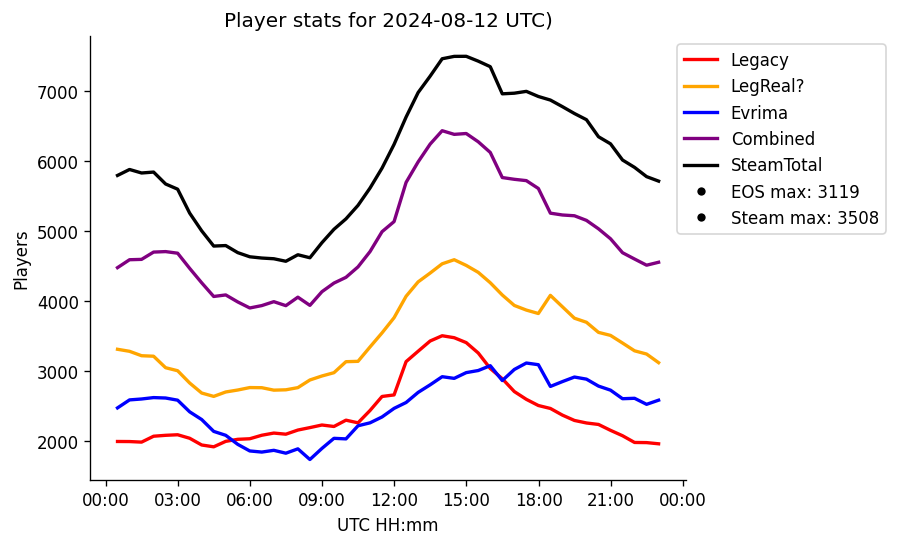 Player stats for 2024-08-12 UTC)
Players
7000
6000
5000
4000
3000
2000
00:00 03:00 06:00 09:00 12:00 15:00 18:00 21:00 00:00
UTC HH:mm
Legacy
LegReal?
Evrima
Combined
SteamTotal
EOS max: 3119
Steam max: 3508